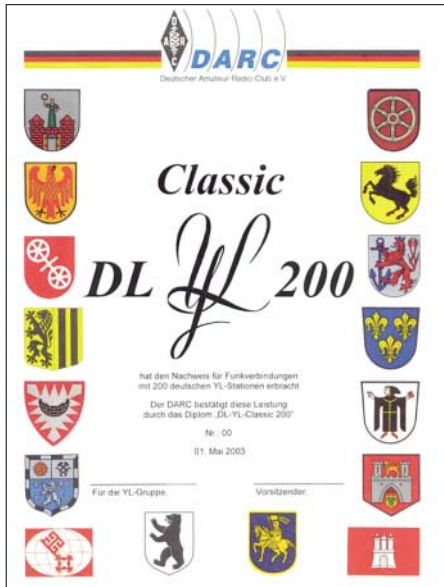 D
A R
C
DARC
Deutscher Amateur-Radio-Club e.V.
Classic
DL YL 200
hat den Nachweis für Funkverbindungen
mit 200 deutschen YL-Stationen erbracht
Der DARC bestätigt diese Leistung
durch das Diplom „DL-YL-Classic 200"
Nr.: 00
01. Mai 2003
Für die YL-Gruppe. Vorsitzender.